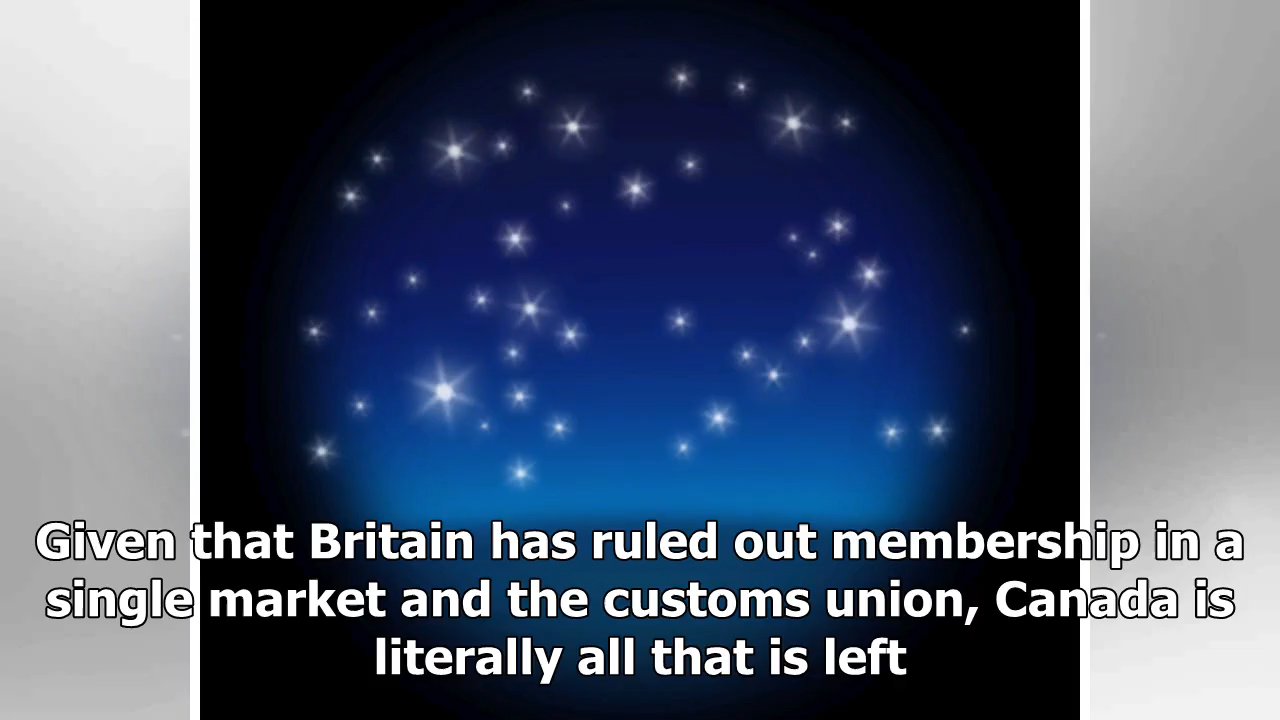 Given that Britain has ruled out membership in a
single market and the customs union, Canada is
literally all that is left